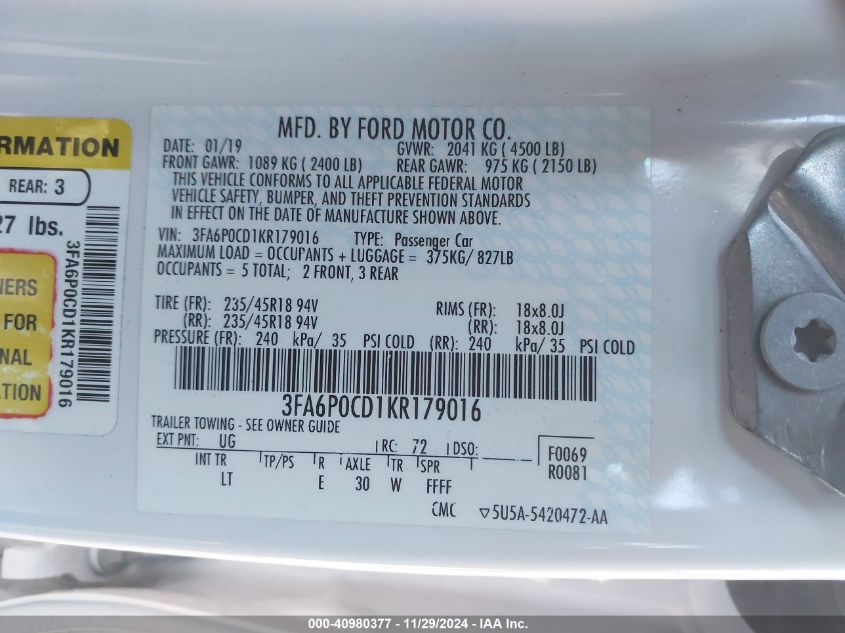 RMATION
REAR: 3
27 lbs.
NERS
FOR
NAL
ATION
3FA6P0CD1KR179016
MFD. BY FORD MOTOR CO.
DATE: 01/19 GVWR: 2041 KG ( 4500 LB)
FRONT GAWR: 1089 KG ( 2400 LB) REAR GAWR: 975 KG ( 2150 LB)
THIS VEHICLE CONFORMS TO ALL APPLICABLE FEDERAL MOTOR
VEHICLE SAFETY, BUMPER, AND THEFT PREVENTION STANDARDS
IN EFFECT ON THE DATE OF MANUFACTURE SHOWN ABOVE.
VIN: 3FA6P0CD1KR179016 TYPE: Passenger Car
MAXIMUM LOAD = OCCUPANTS + LUGGAGE = 375KG/ 827LB
OCCUPANTS = 5 TOTAL; 2 FRONT, 3 REAR
TIRE (FR): 235/45R18 94V RIMS (FR): 18x8.0J
(RR): 235/45R18 94V (RR): 18x8.0J
PRESSURE (FR): 240 kPa/ 35 PSI COLD (RR): 240 kPa/ 35 PSI COLD
3FA6P0CD1KR179016
TRAILER TOWING - SEE OWNER GUIDE
EXT PNT: UG RC: 72 DSO: F0069
R0081
INT TR TP/PS R AXLE TR SPR
LT E 30 W FFFF
CMC ▽5U5A-5420472-AA
000-40980377 - 11/29/2024 - IAA Inc.